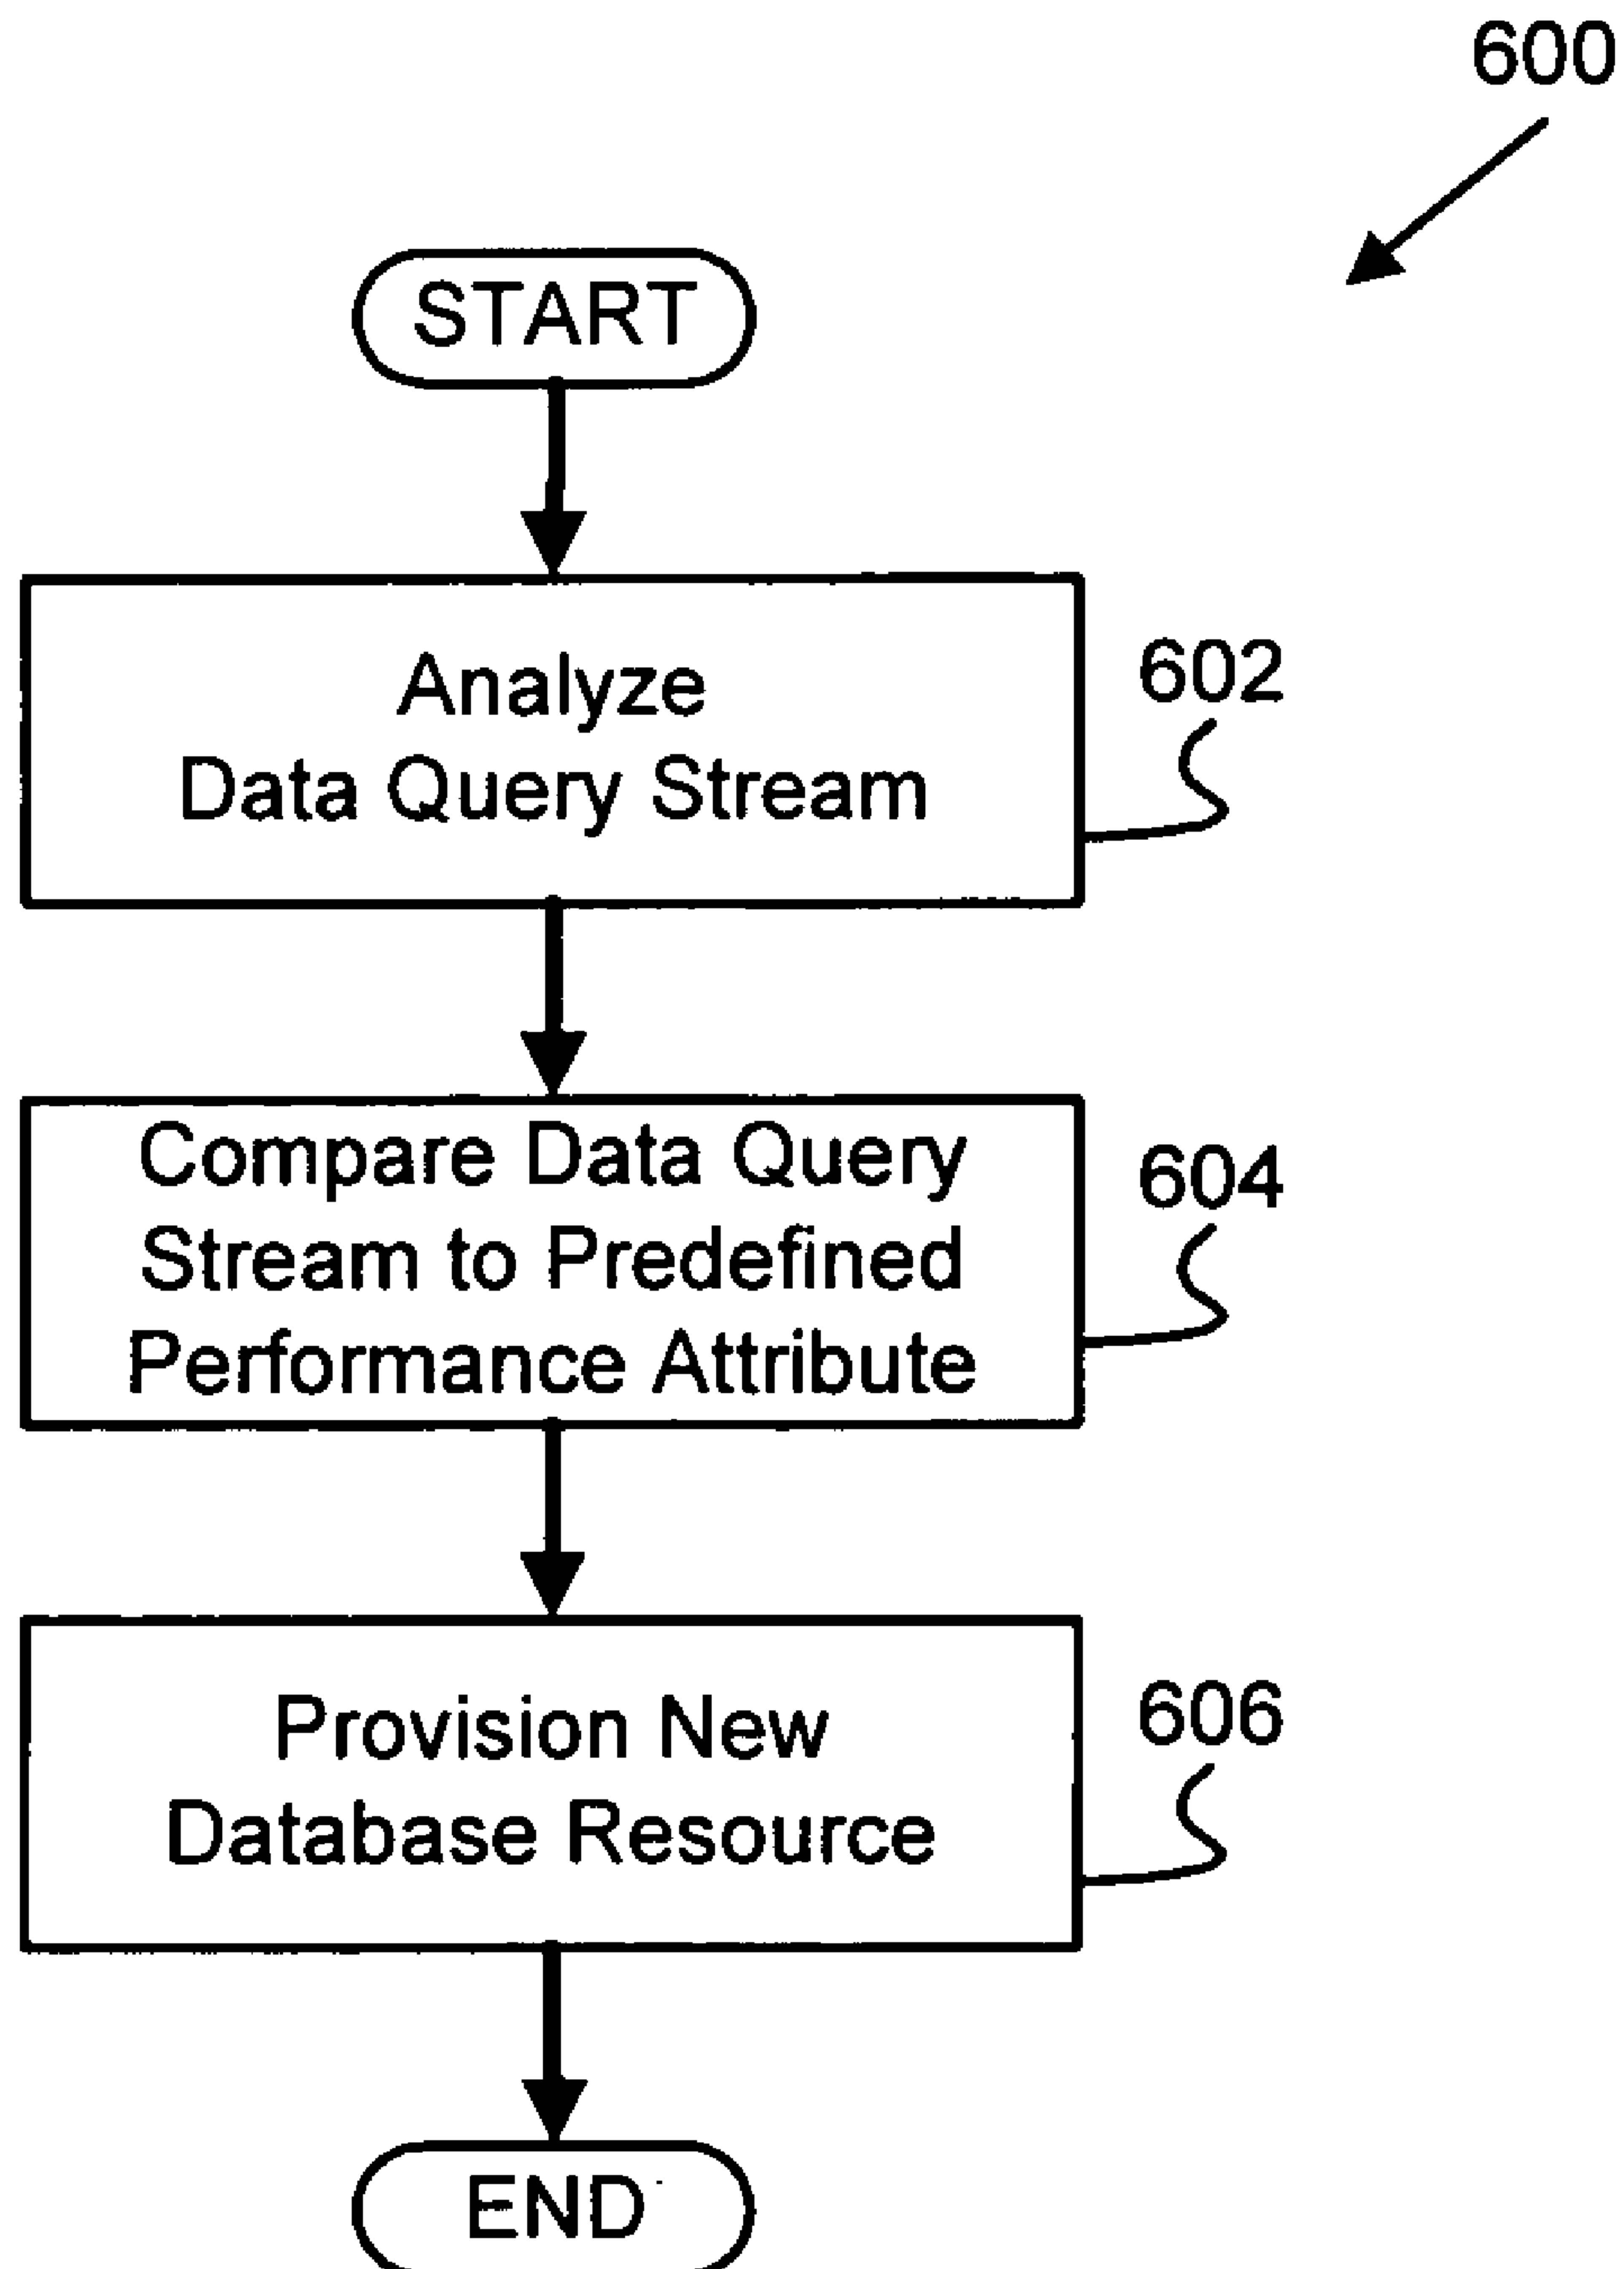 600
START
Analyze
Data Query Stream
602
Compare Data Query
Stream to Predefined
Performance Attribute
604
Provision New
Database Resource
606
END